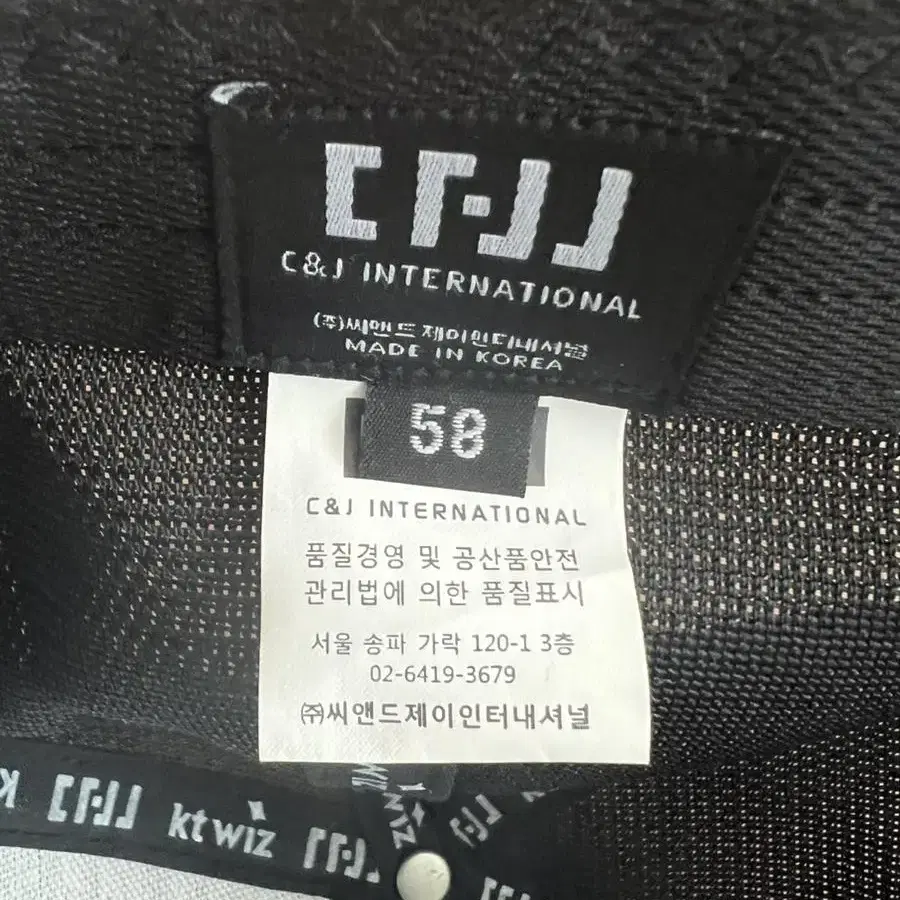 C&J
C&J INTERNATIONAL
(주)씨앤드제이인터내셔널
MADE IN KOREA
58
C&J INTERNATIONAL
품질경영 및 공산품안전
관리법에 의한 품질표시
서울 송파 가락 120-1 3층
02-6419-3679
㈜씨앤드제이인터내셔널
kt wiz
wiz